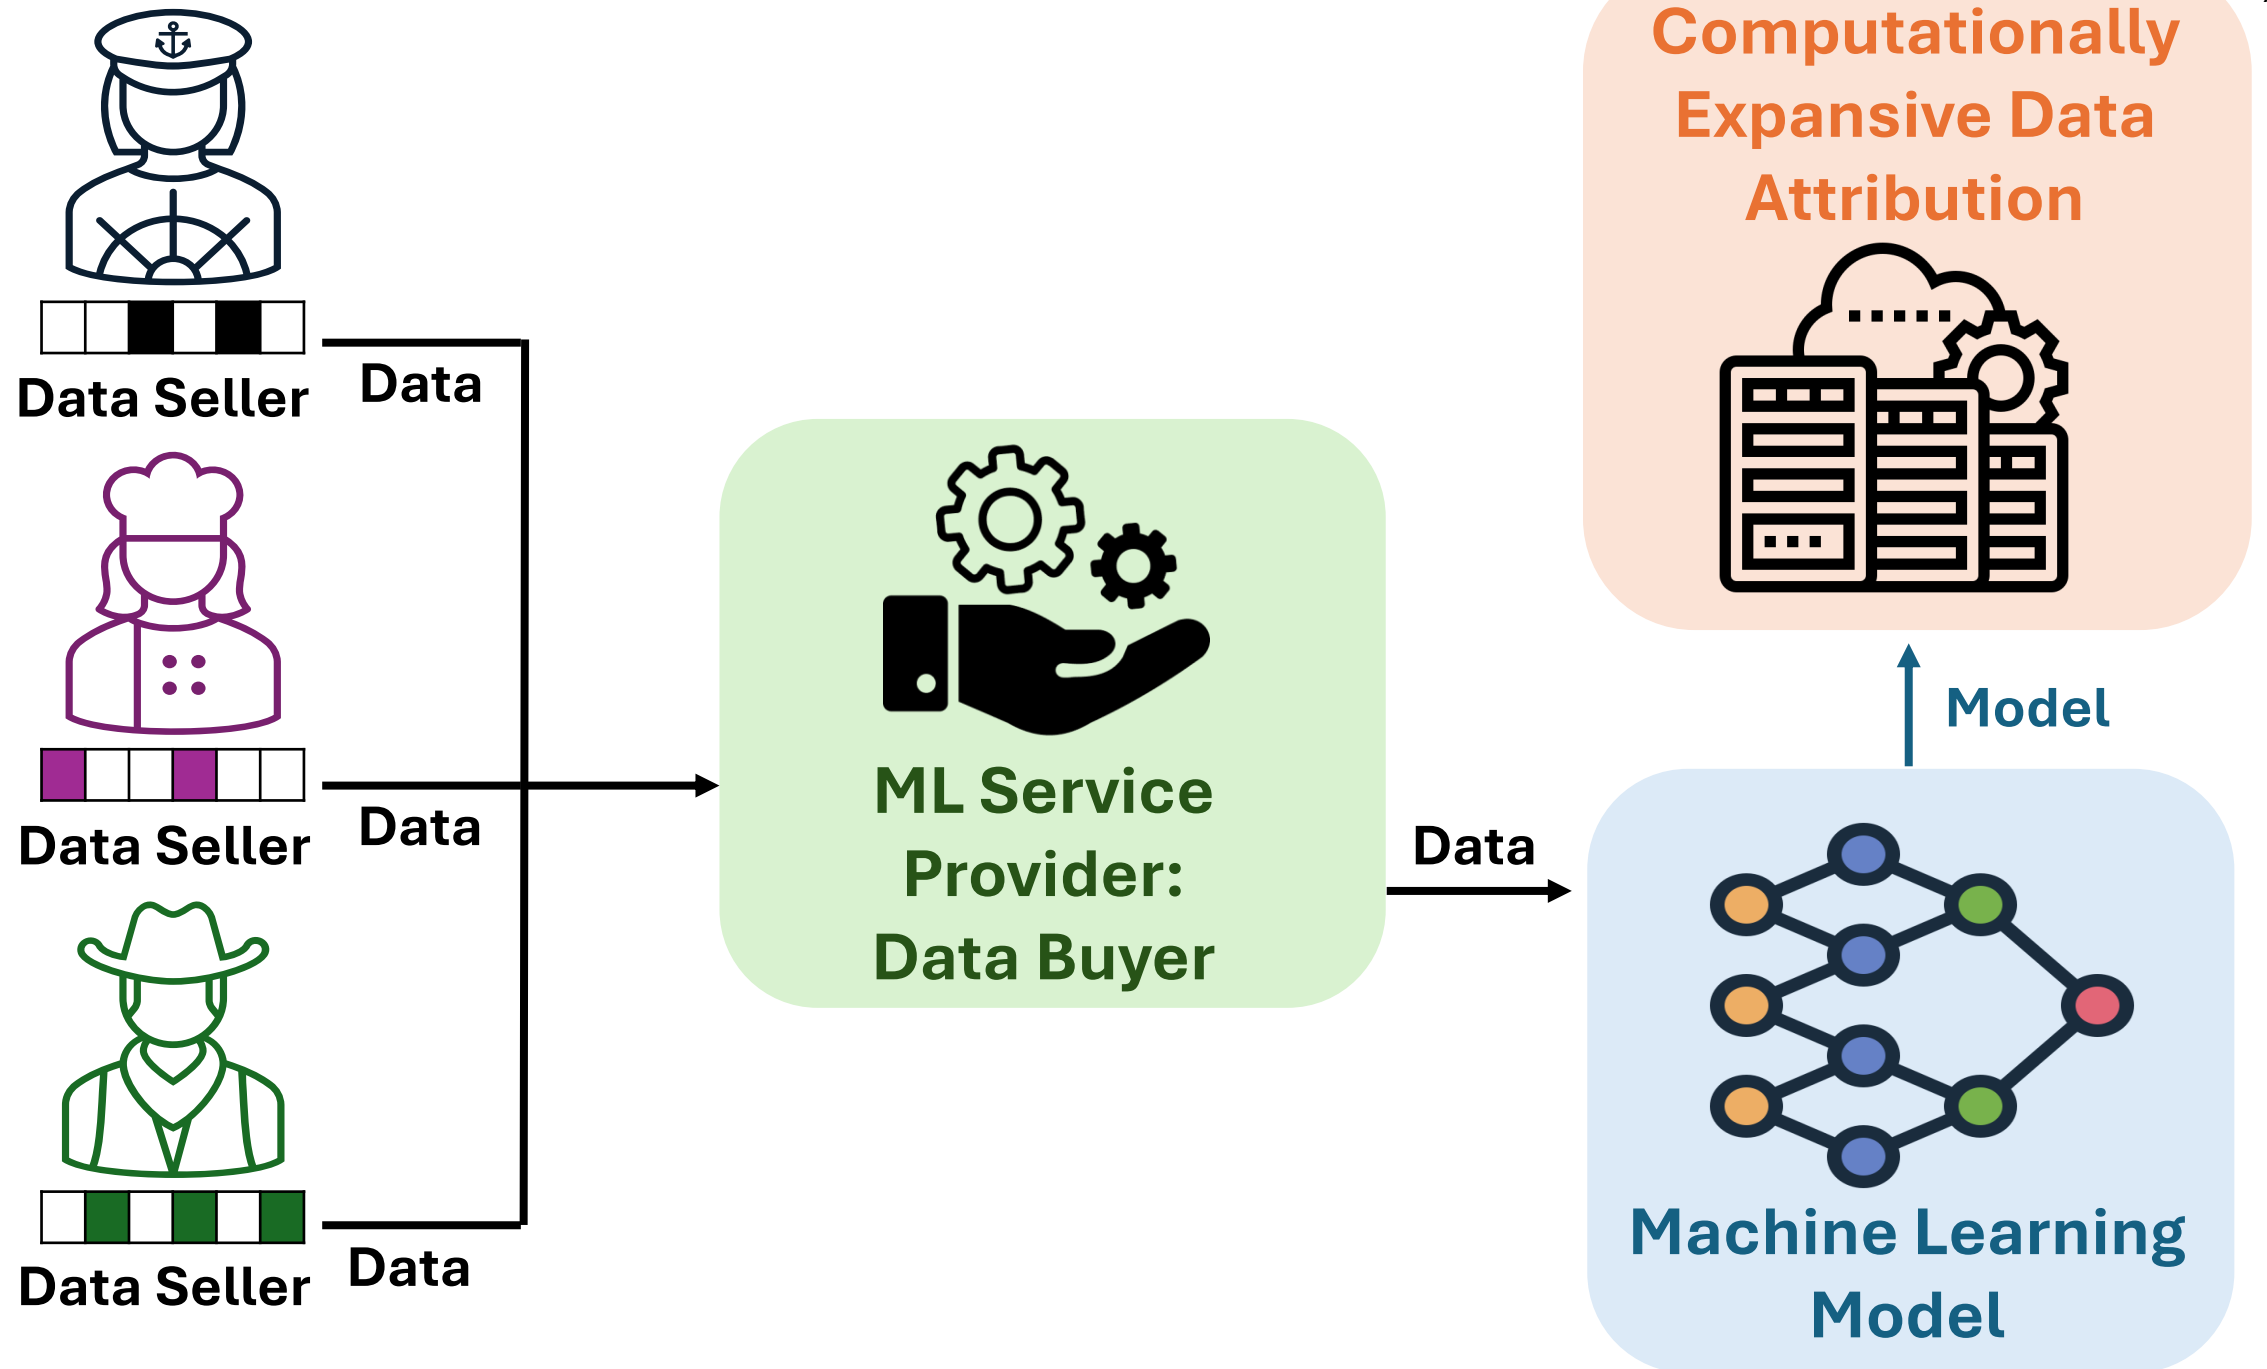 Data Seller
Data
Data Seller
Data
Data Seller
Data
ML Service
Provider:
Data Buyer
Data
Computationally
Expansive Data
Attribution
Model
Machine Learning
Model